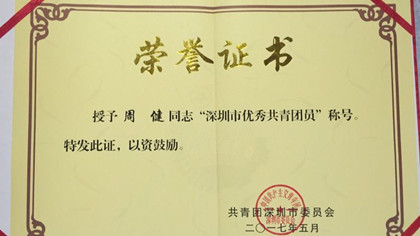 荣誉证书
授予 周 健 同志“深圳市优秀共青团员”称号。
特发此证，以资鼓励。
共青团深圳市委员会
二〇一七年五月